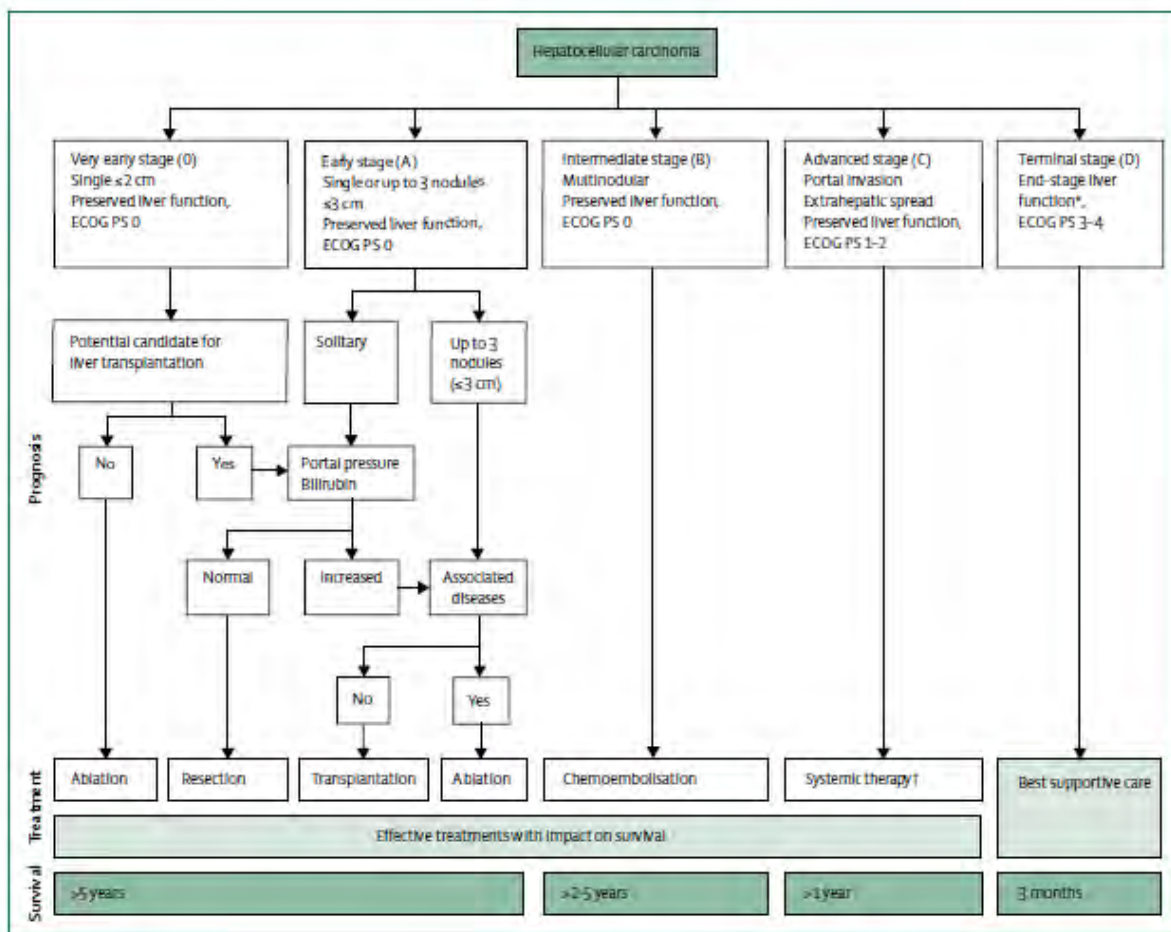 Hepatocellular carcinoma
Very early stage (0)
Single ≤2 cm
Preserved liver function,
ECOG PS 0
Early stage (A)
Single or up to 3 nodules
≤3 cm
Preserved liver function,
ECOG PS 0
Intermediate stage (B)
Multinodular
Preserved liver function,
ECOG PS 0
Advanced stage (C)
Portal invasion
Extrahepatic spread
Preserved liver function,
ECOG PS 1–2
Terminal stage (D)
End-stage liver
function*,
ECOG PS 3–4
Prognosis
Potential candidate for
liver transplantation
Solitary
Up to 3
nodules
(≤3 cm)
No
Yes
Portal pressure
Bilirubin
Normal
Increased
Associated
diseases
No
Yes
Treatment
Ablation
Resection
Transplantation
Ablation
Chemoembolisation
Systemic therapy†
Best supportive care
Effective treatments with impact on survival
Survival
>5 years
>2·5 years
>1 year
3 months